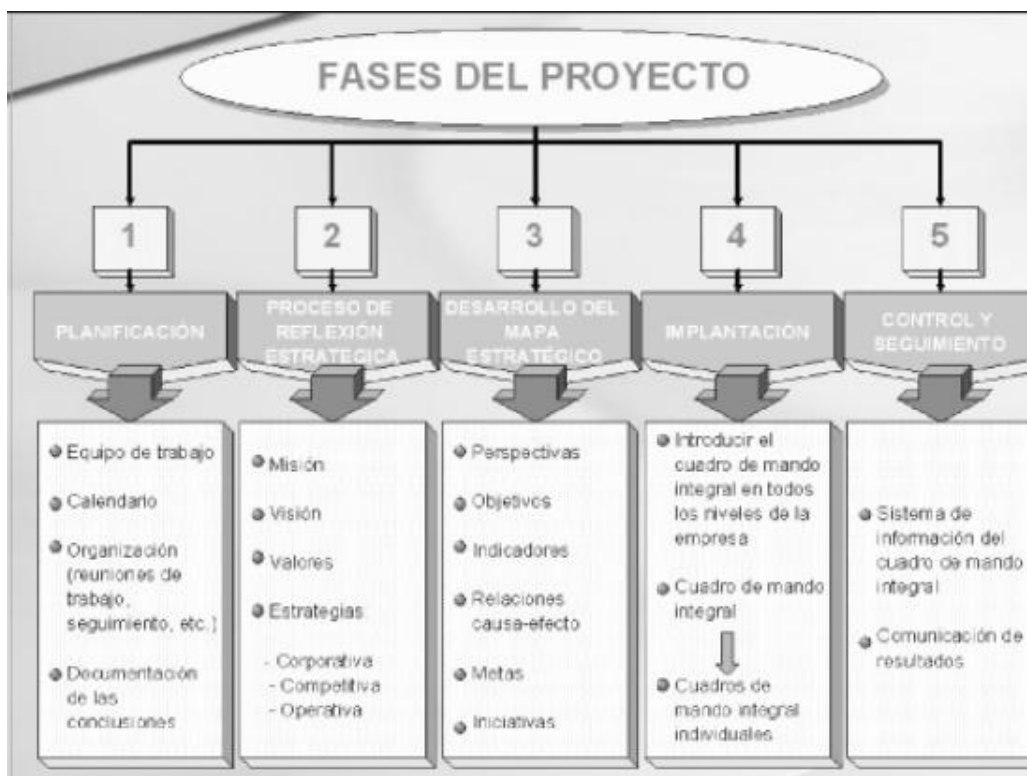 FASES DEL PROYECTO
1
2
3
4
5
PLANIFICACIÓN
PROCESO DE
REFLEXIÓN
ESTRATEGICA
DESARROLLO DEL
MAPA
ESTRATÉGICO
IMPLANTACIÓN
CONTROL Y
SEGUIMIENTO
Equipo de trabajo
Calendario
Organización
(reuniones de
trabajo,
seguimiento, etc.)
Documentación
de las
conclusiones
Misión
Visión
Valores
Estrategias:
- Corporativa
- Competitiva
- Operativa
Perspectivas
Objetivos
Indicadores
Relaciones
causa-efecto
Metas
Iniciativas
Introducir el
cuadro de mando
integral en todos
los niveles de la
empresa
Cuadro de mando
integral
Cuadros de
mando integral
individuales
Sistema de
información del
cuadro de mando
integral
Comunicación de
resultados